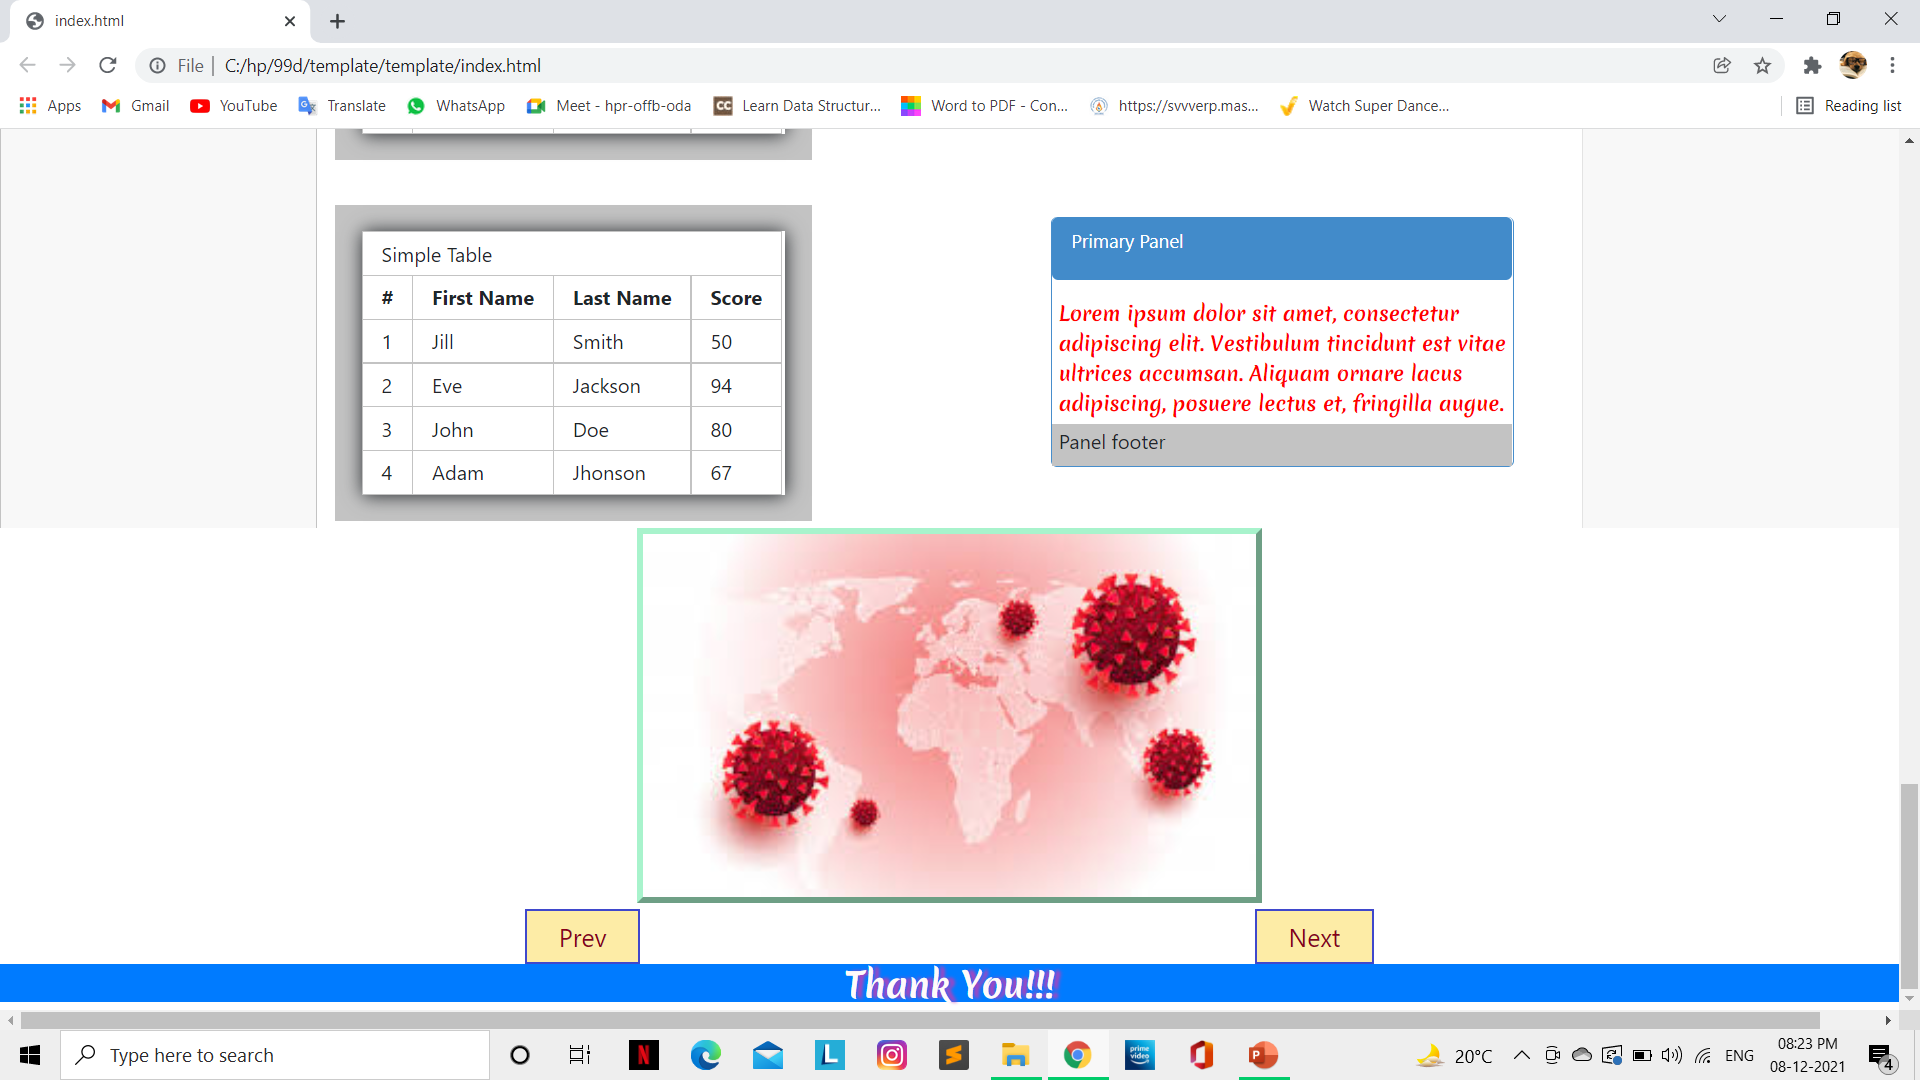 index.html
File C:/hp/99d/template/template/index.html
Apps Gmail YouTube Translate WhatsApp Meet - hpr-offb-oda Learn Data Structur... Word to PDF - Con... https://svvverp.mas... Watch Super Dance... Reading list
Simple Table
# First Name Last Name Score
1 Jill Smith 50
2 Eve Jackson 94
3 John Doe 80
4 Adam Jhonson 67
Primary Panel
Lorem ipsum dolor sit amet, consectetur
adipiscing elit. Vestibulum tincidunt est vitae
ultrices accumsan. Aliquam ornare lacus
adipiscing, posuere lectus et, fringilla augue.
Panel footer
Prev Next
Thank You!!!
Type here to search
20°C ENG
08:23 PM
08-12-2021
4